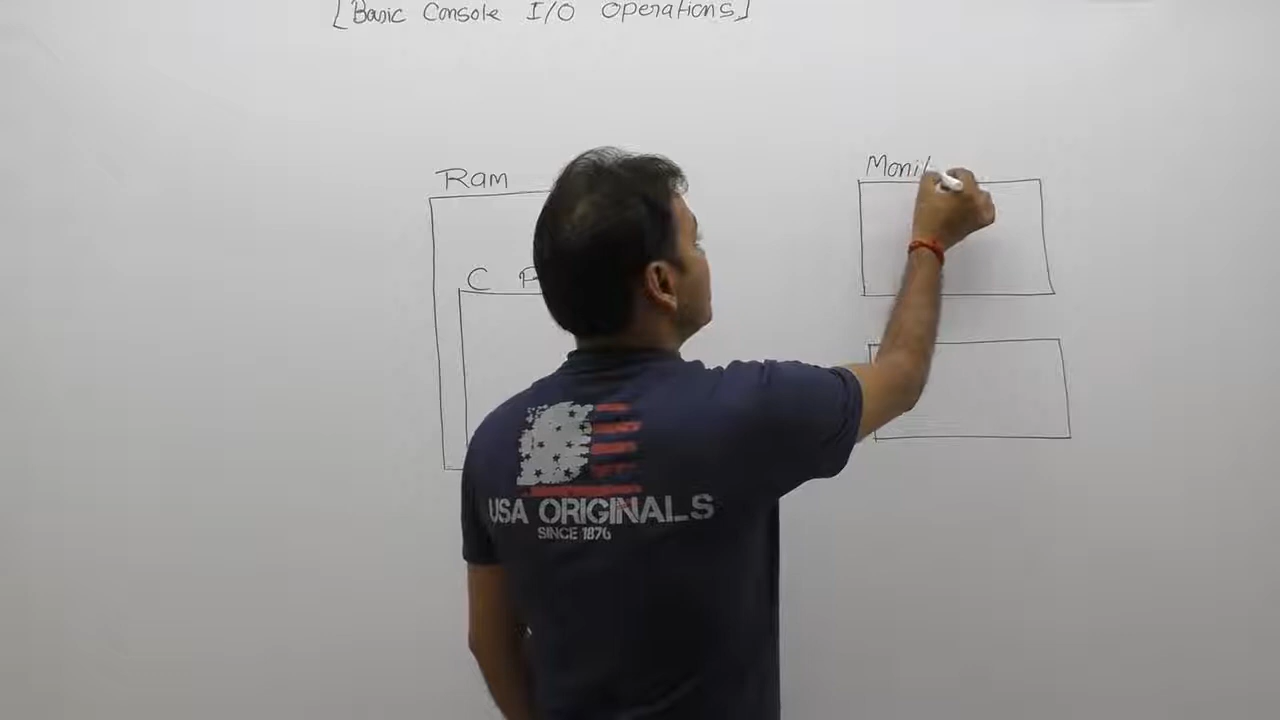 [Basic Console I/O Operations]
Ram
C
USA ORIGINALS
SINCE 1876